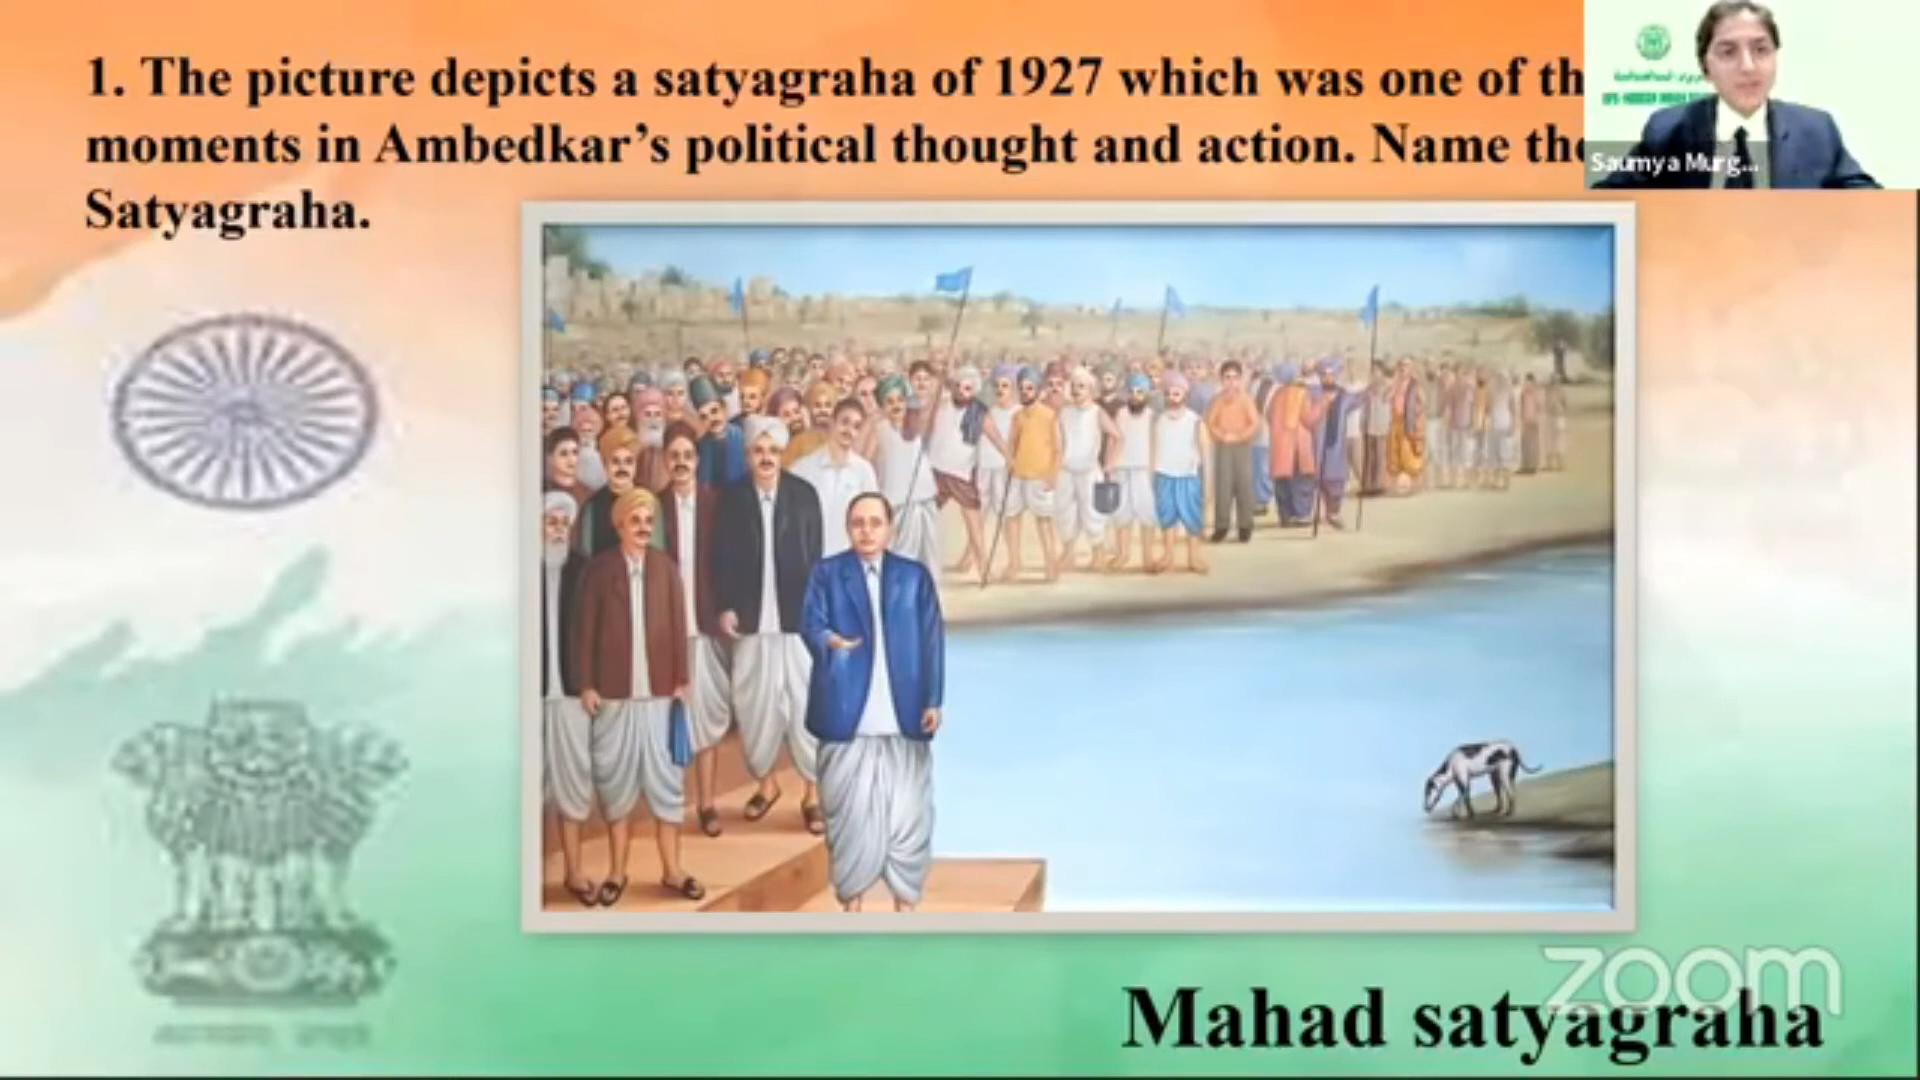 1. The picture depicts a satyagraha of 1927 which was one of th
moments in Ambedkar’s political thought and action. Name the
Satyagraha.
Saumya Murg...
zoom
Mahad satyagraha